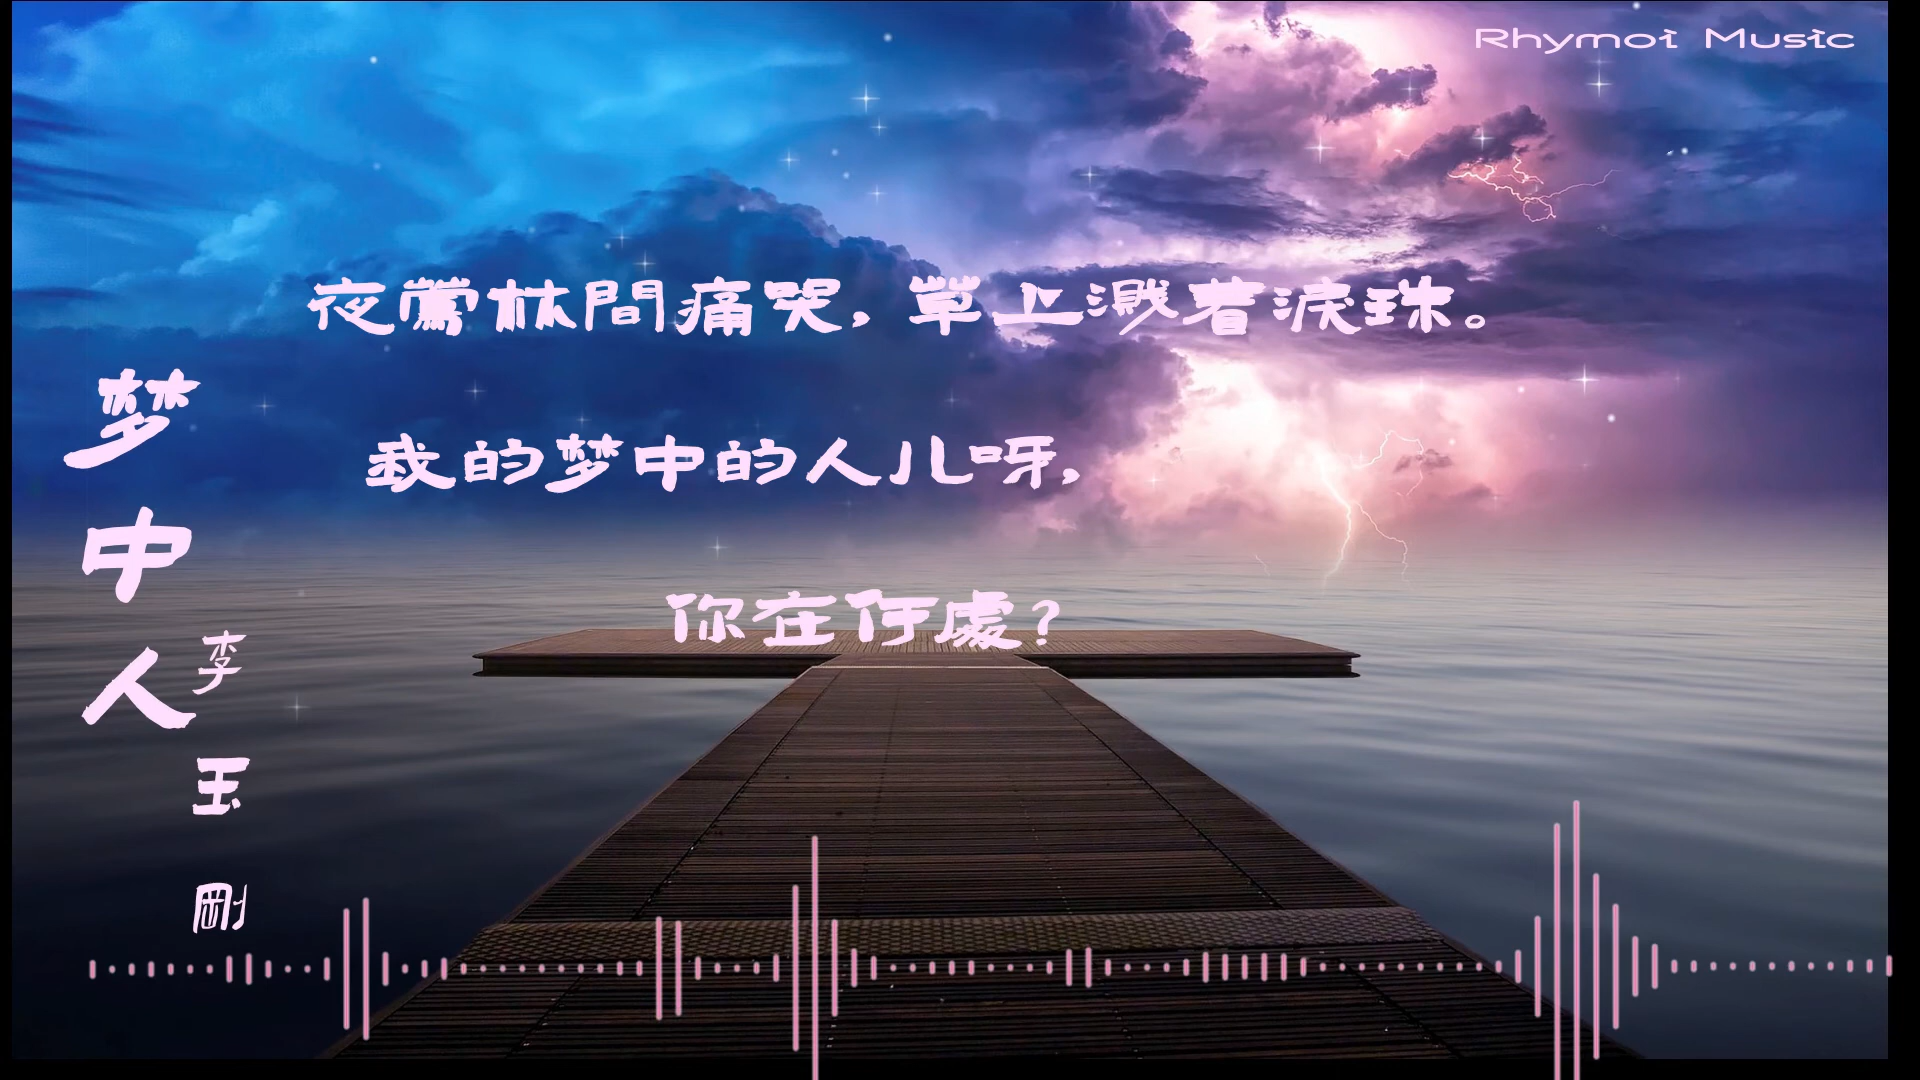 Rhymoi Music
夜鶯林間痛哭，草上濺着淚珠。
我的梦中的人儿呀，
你在何處？
梦中人
李玉剛